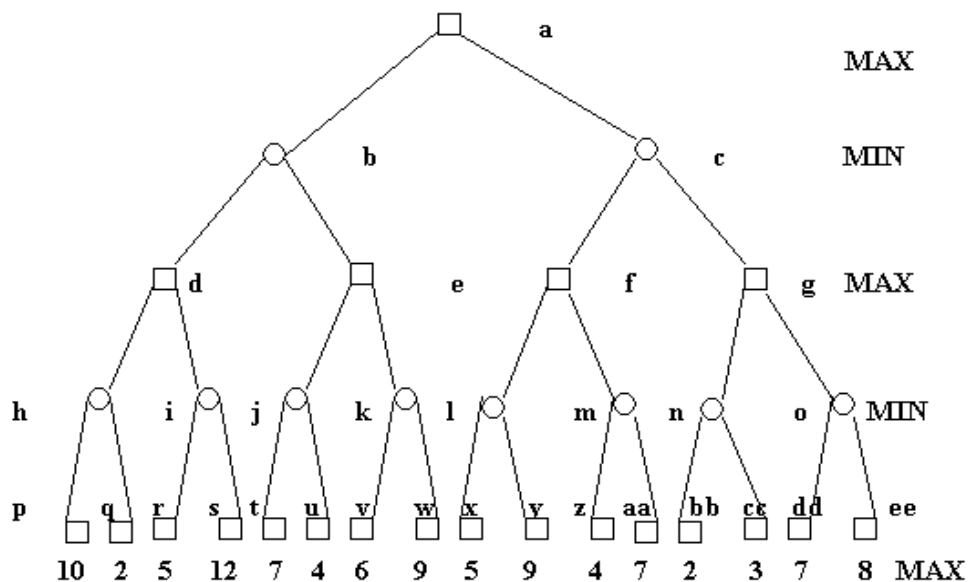 a
MAX
b c MIN
d e f g MAX
h i j k l m n o MIN
p q r s t u v w x y z aa bb cc dd ee
10 2 5 12 7 4 6 9 5 9 4 7 2 3 7 8 MAX